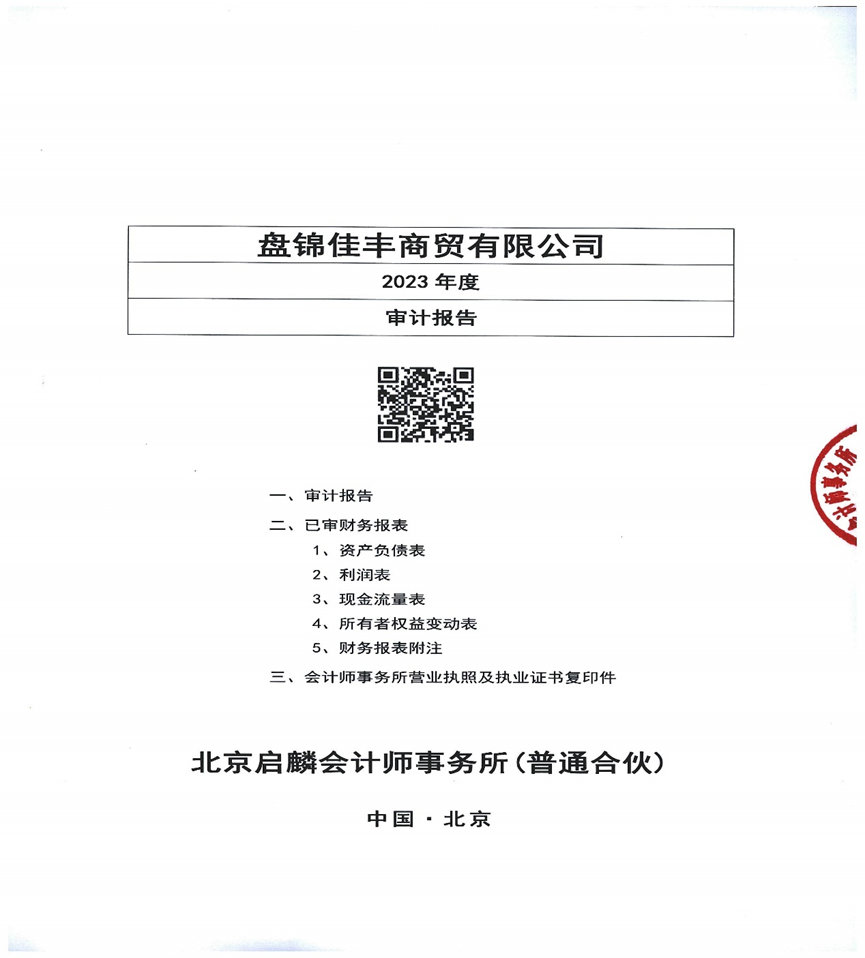 盘锦佳丰商贸有限公司
2023 年度
审计报告
一、审计报告
二、已审财务报表
1、资产负债表
2、利润表
3、现金流量表
4、所有者权益变动表
5、财务报表附注
三、会计师事务所营业执照及执业证书复印件
北京启麟会计师事务所(普通合伙)
中国·北京
计师事务所